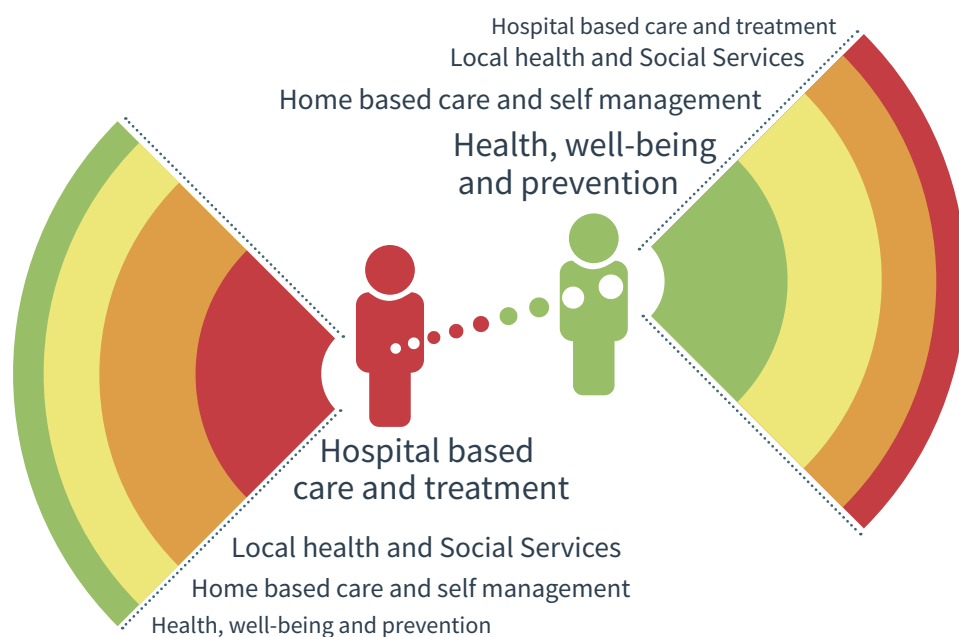 Hospital based care and treatment
Local health and Social Services
Home based care and self management
Health, well-being
and prevention
Hospital based
care and treatment
Local health and Social Services
Home based care and self management
Health, well-being and prevention